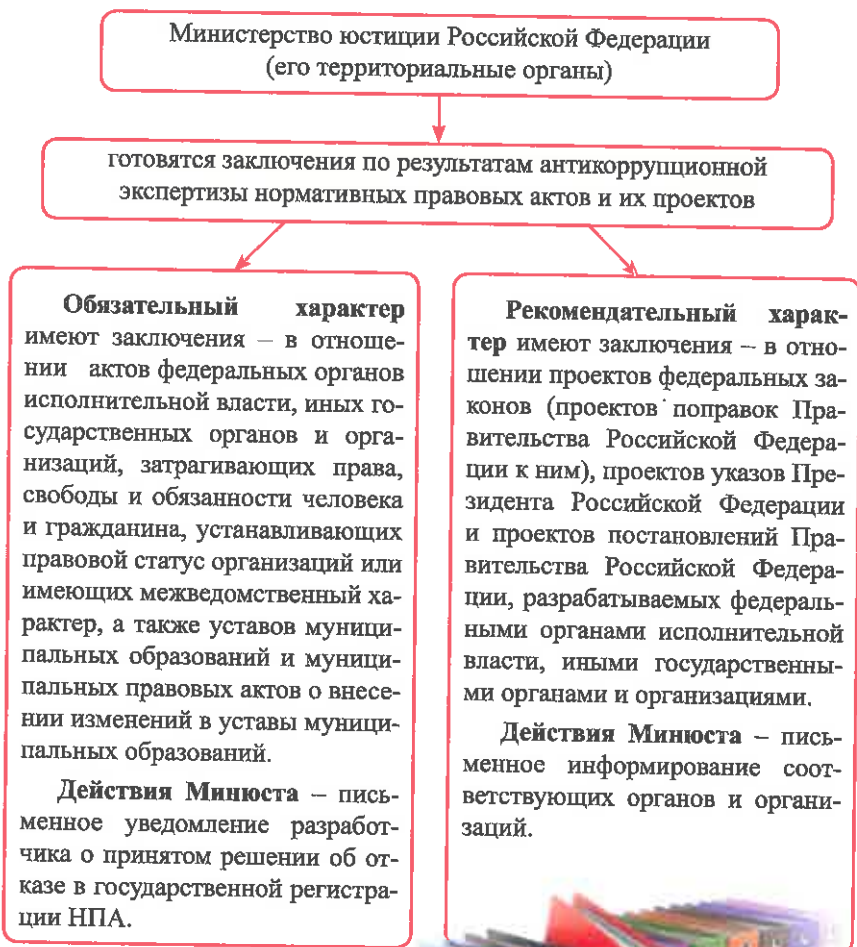 Министерство юстиции Российской Федерации
(его территориальные органы)
готовятся заключения по результатам антикоррупционной
экспертизы нормативных правовых актов и их проектов
Обязательный характер
имеют заключения – в отноше-
нии актов федеральных органов
исполнительной власти, иных го-
сударственных органов и орга-
низаций, затрагивающих права,
свободы и обязанности человека
и гражданина, устанавливающих
правовой статус организаций или
имеющих межведомственный ха-
рактер, а также уставов муници-
пальных образований и муници-
пальных правовых актов о внесе-
нии изменений в уставы муници-
пальных образований.
Действия Минюста – пись-
менное уведомление разработ-
чика о принятом решении об от-
казе в государственной регистра-
ции НПА.
Рекомендательный харак-
тер имеют заключения – в отно-
шении проектов федеральных за-
конов (проектов поправок Пра-
вительства Российской Федера-
ции к ним), проектов указов Пре-
зидента Российской Федерации
и проектов постановлений Пра-
вительства Российской Федера-
ции, разрабатываемых федераль-
ными органами исполнительной
власти, иными государственны-
ми органами и организациями.
Действия Минюста – пись-
менное информирование соот-
ветствующих органов и органи-
заций.